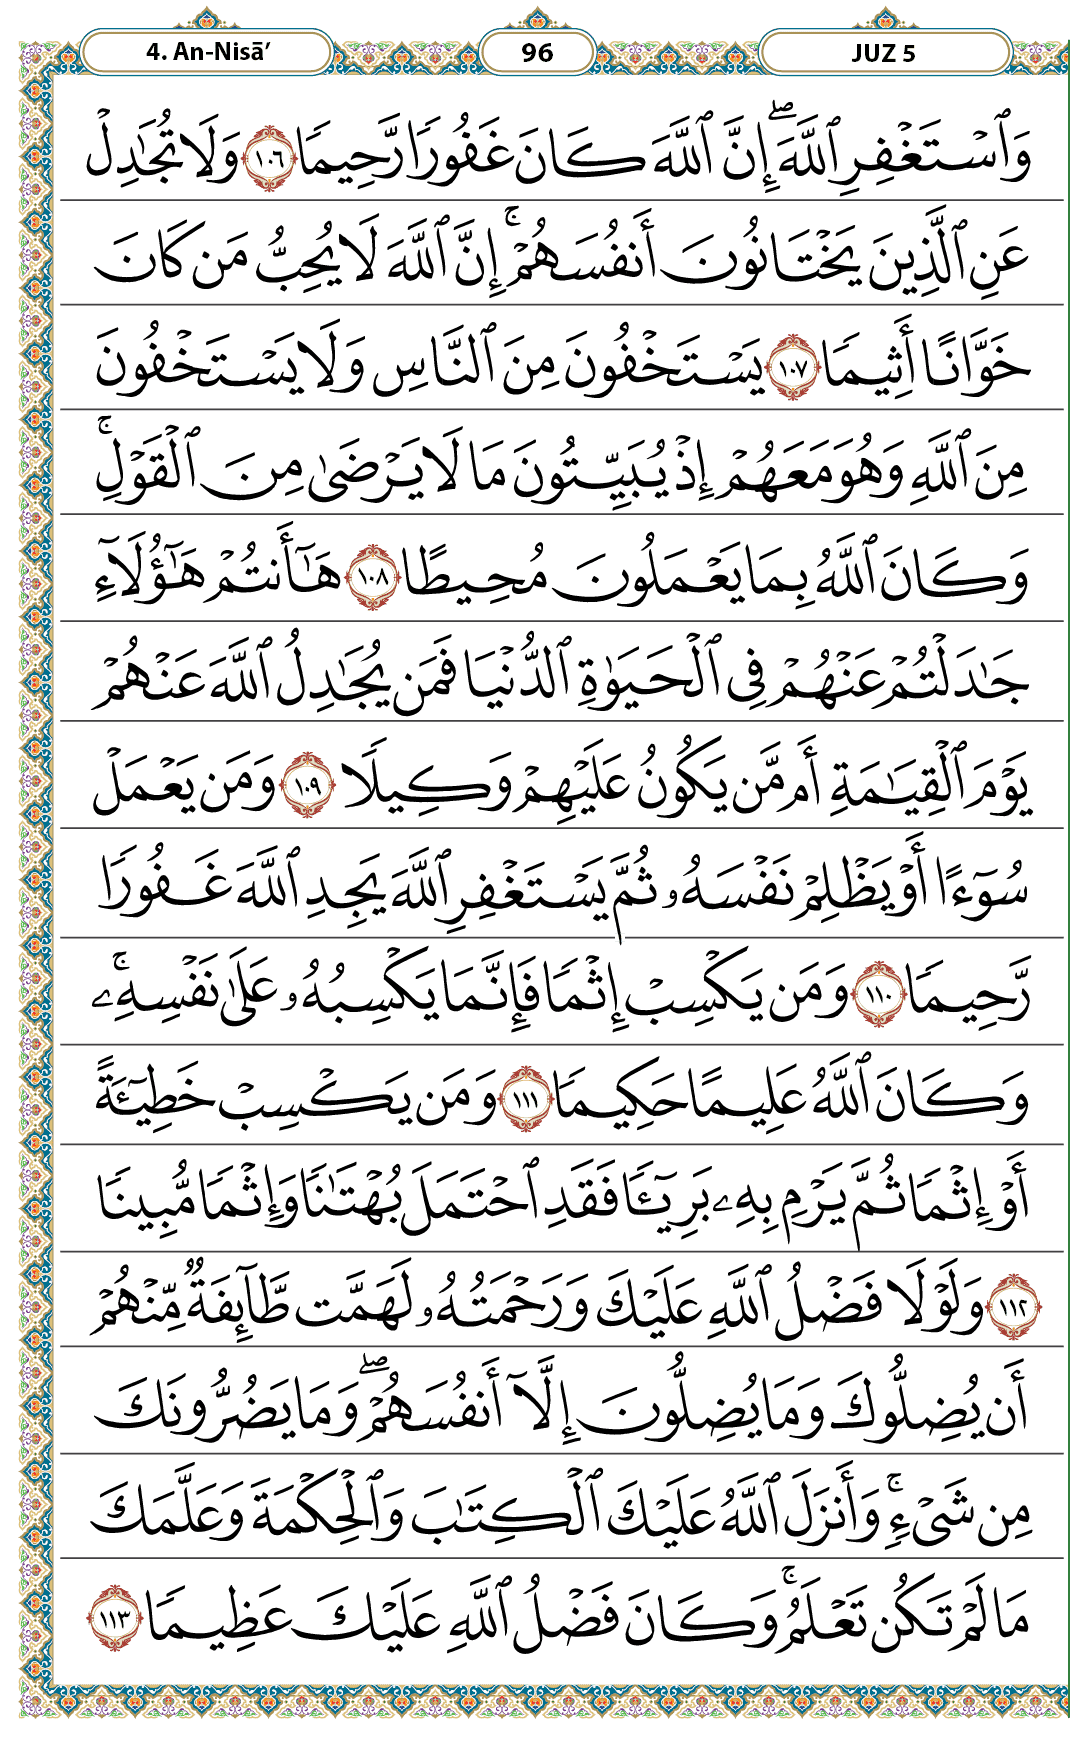 4. An-Nisā’
96
JUZ 5
وَٱسْتَغْفِرِ ٱللَّهَ ۖ إِنَّ ٱللَّهَ كَانَ غَفُورًا رَّحِيمًا ١٠٦ وَلَا تُجَٰدِلْ
عَنِ ٱلَّذِينَ يَخْتَانُونَ أَنفُسَهُمْ ۚ إِنَّ ٱللَّهَ لَا يُحِبُّ مَن كَانَ
خَوَّانًا أَثِيمًا ١٠٧ يَسْتَخْفُونَ مِنَ ٱلنَّاسِ وَلَا يَسْتَخْفُونَ
مِنَ ٱللَّهِ وَهُوَ مَعَهُمْ إِذْ يُبَيِّتُونَ مَا لَا يَرْضَىٰ مِنَ ٱلْقَوْلِ ۚ
وَكَانَ ٱللَّهُ بِمَا يَعْمَلُونَ مُحِيطًا ١٠٨ هَٰٓأَنتُمْ هَٰٓؤُلَآءِ
جَٰدَلْتُمْ عَنْهُمْ فِى ٱلْحَيَوٰةِ ٱلدُّنْيَا فَمَن يُجَٰدِلُ ٱللَّهَ عَنْهُمْ
يَوْمَ ٱلْقِيَٰمَةِ أَم مَّن يَكُونُ عَلَيْهِمْ وَكِيلًا ١٠٩ وَمَن يَعْمَلْ
سُوٓءًا أَوْ يَظْلِمْ نَفْسَهُۥ ثُمَّ يَسْتَغْفِرِ ٱللَّهَ يَجِدِ ٱللَّهَ غَفُورًا
رَّحِيمًا ١١٠ وَمَن يَكْسِبْ إِثْمًا فَإِنَّمَا يَكْسِبُهُۥ عَلَىٰ نَفْسِهِۦ ۚ
وَكَانَ ٱللَّهُ عَلِيمًا حَكِيمًا ١١١ وَمَن يَكْسِبْ خَطِيٓـَٔةً
أَوْ إِثْمًا ثُمَّ يَرْمِ بِهِۦ بَرِيٓـًٔا فَقَدِ ٱحْتَمَلَ بُهْتَٰنًا وَإِثْمًا مُّبِينًا
١١٢ وَلَوْلَا فَضْلُ ٱللَّهِ عَلَيْكَ وَرَحْمَتُهُۥ لَهَمَّت طَّآئِفَةٌ مِّنْهُمْ
أَن يُضِلُّوكَ وَمَا يُضِلُّونَ إِلَّآ أَنفُسَهُمْ ۖ وَمَا يَضُرُّونَكَ
مِن شَىْءٍ ۚ وَأَنزَلَ ٱللَّهُ عَلَيْكَ ٱلْكِتَٰبَ وَٱلْحِكْمَةَ وَعَلَّمَكَ
مَا لَمْ تَكُن تَعْلَمُ ۚ وَكَانَ فَضْلُ ٱللَّهِ عَلَيْكَ عَظِيمًا ١١٣